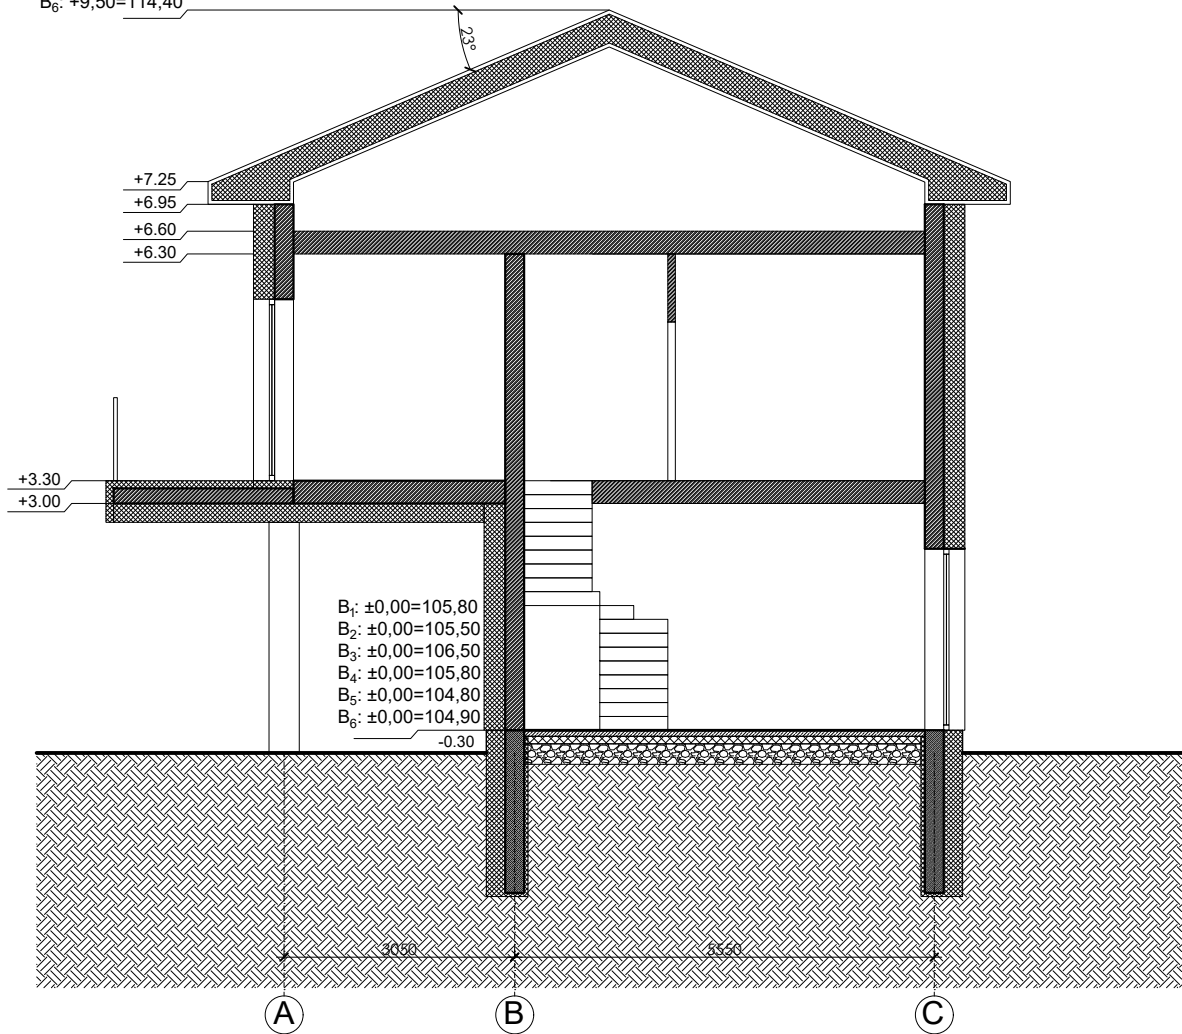 B₆: +9,50=114,40
23°
+7.25
+6.95
+6.60
+6.30
+3.30
+3.00
B₁: ±0,00=105,80
B₂: ±0,00=105,50
B₃: ±0,00=106,50
B₄: ±0,00=105,80
B₅: ±0,00=104,80
B₆: ±0,00=104,90
-0.30
3050 5550
A B C